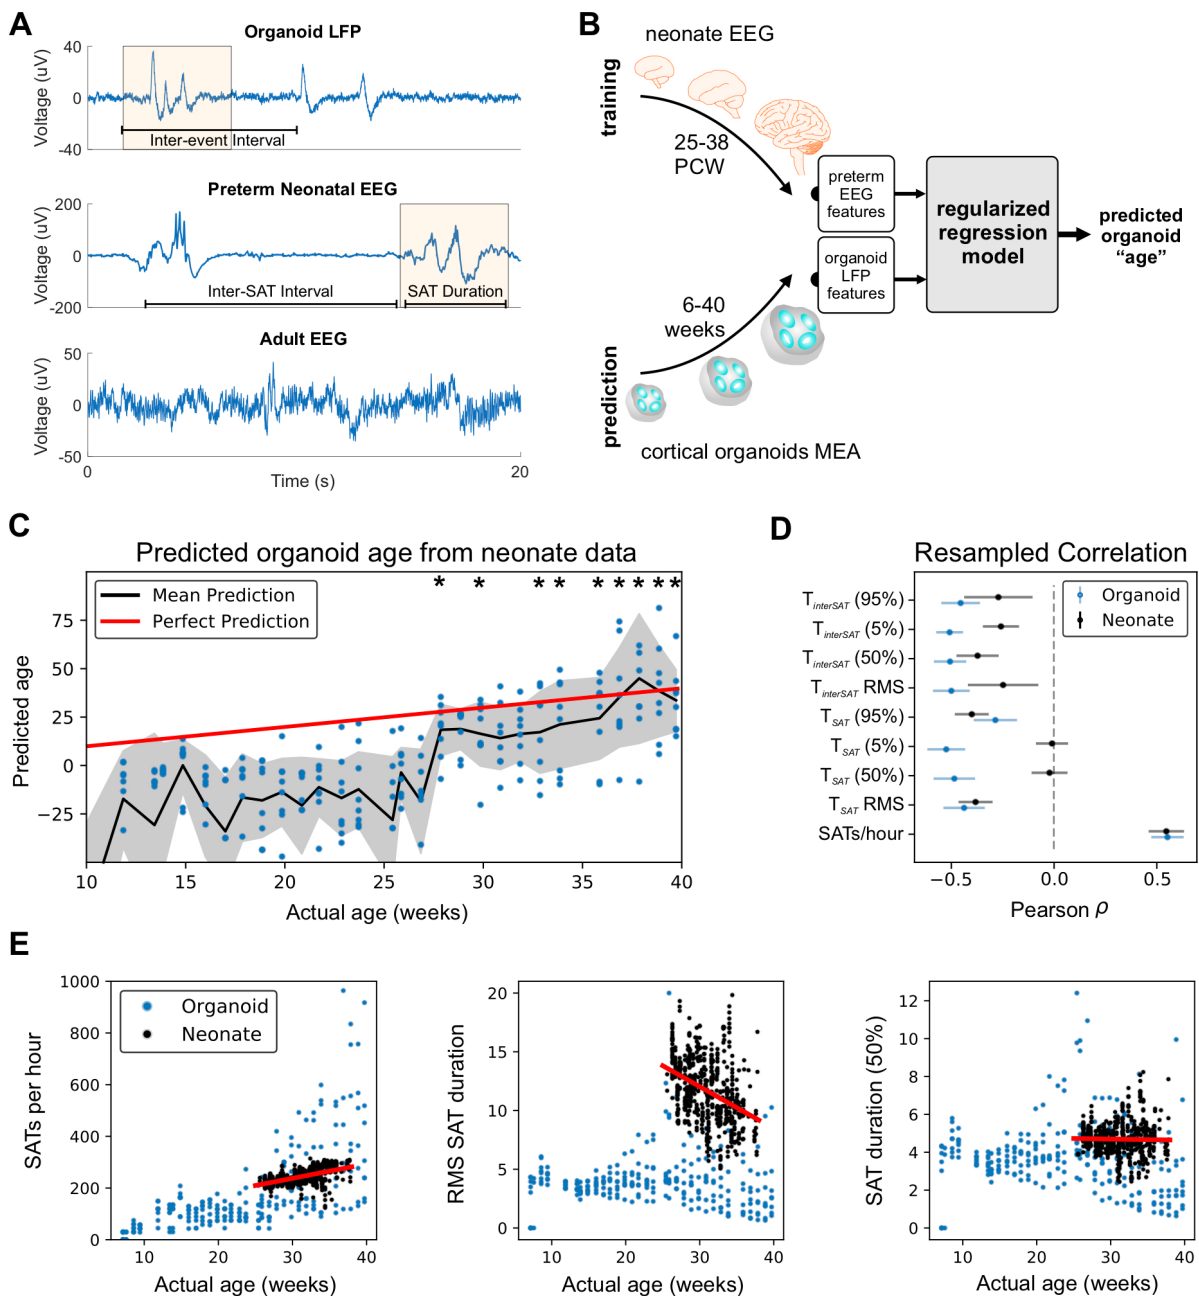 A
Organoid LFP
Voltage (uV)
40
0
-40
Inter-event Interval
Preterm Neonatal EEG
Voltage (uV)
200
0
-200
Inter-SAT Interval
SAT Duration
Adult EEG
Voltage (uV)
50
0
-50
0
20
Time (s)
B
neonate EEG
training
25-38
PCW
preterm
EEG
features
organoid
LFP
features
regularized
regression
model
predicted
organoid
“age”
6-40
weeks
prediction
cortical organoids MEA
C
Predicted organoid age from neonate data
Mean Prediction
Perfect Prediction
* * * * * * * * *
Predicted age
75
50
25
0
−25
10 15 20 25 30 35 40
Actual age (weeks)
D
Resampled Correlation
Organoid
Neonate
T interSAT (95%)
T interSAT (5%)
T interSAT (50%)
T interSAT RMS
T SAT (95%)
T SAT (5%)
T SAT (50%)
T SAT RMS
SATs/hour
−0.5 0.0 0.5
Pearson ρ
E
SATs per hour
1000
800
600
400
200
0
Organoid
Neonate
10 20 30 40
Actual age (weeks)
RMS SAT duration
20
15
10
5
0
10 20 30 40
Actual age (weeks)
SAT duration (50%)
12
10
8
6
4
2
0
10 20 30 40
Actual age (weeks)